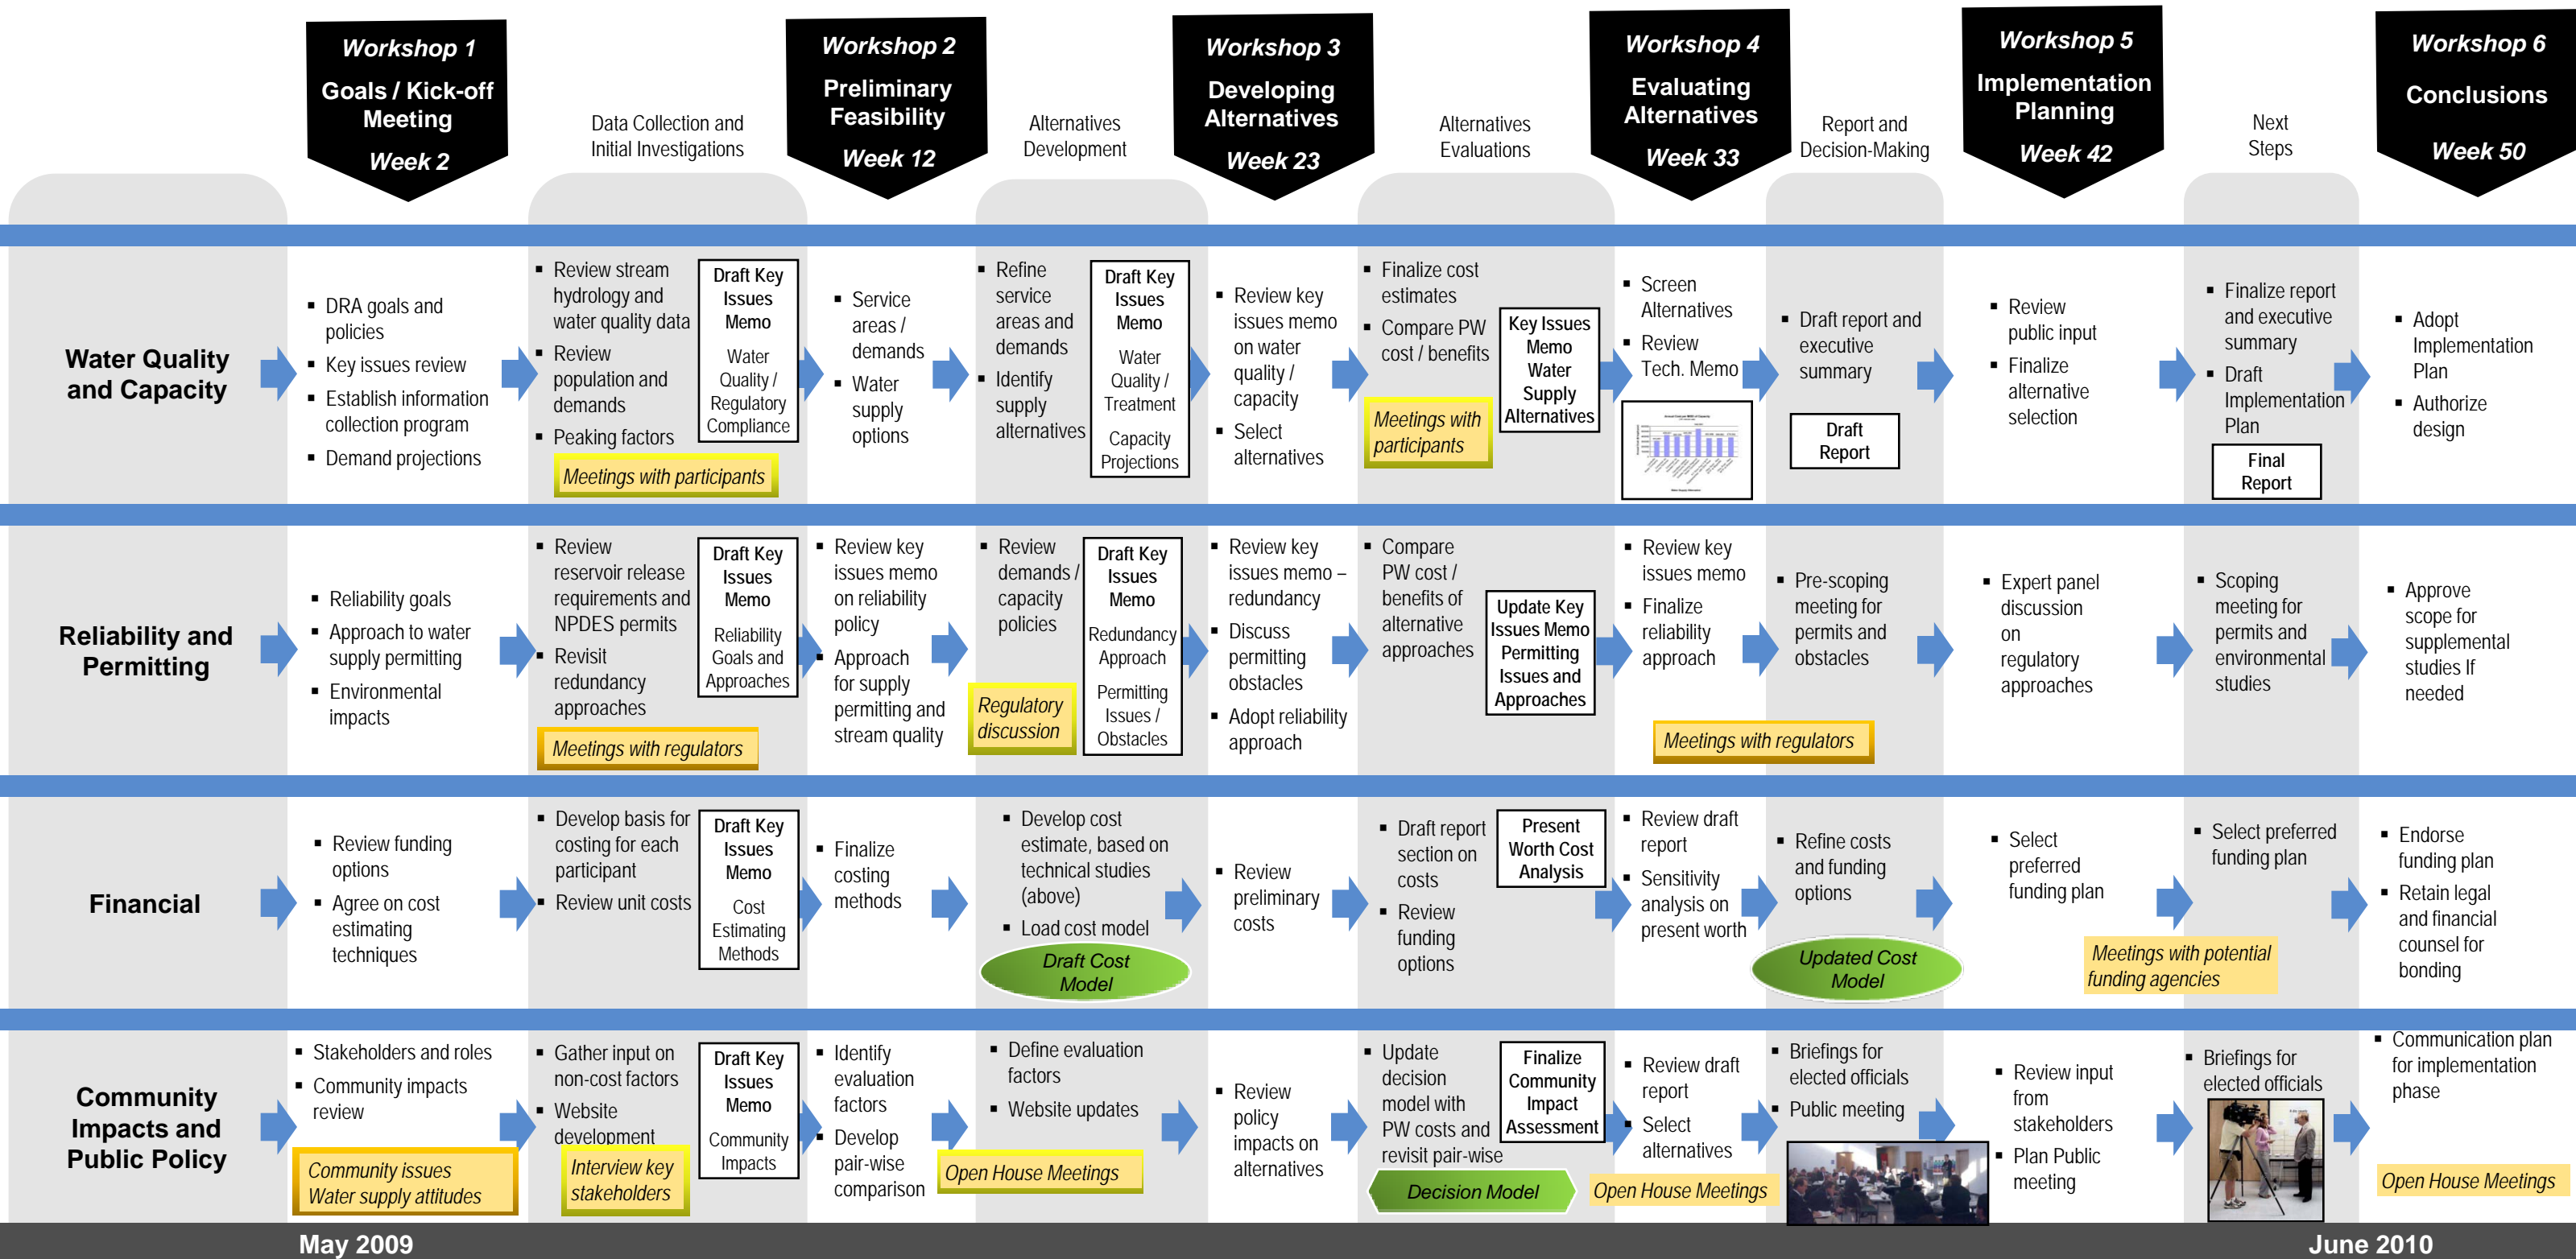 Workshop 1
Goals / Kick-off
Meeting
Week 2
Data Collection and
Initial Investigations
Workshop 2
Preliminary
Feasibility
Week 12
Alternatives
Development
Workshop 3
Developing
Alternatives
Week 23
Alternatives
Evaluations
Workshop 4
Evaluating
Alternatives
Week 33
Report and
Decision-Making
Workshop 5
Implementation
Planning
Week 42
Next
Steps
Workshop 6
Conclusions
Week 50
Water Quality
and Capacity
▪ DRA goals and
policies
▪ Key issues review
▪ Establish information
collection program
▪ Demand projections
▪ Review stream
hydrology and
water quality data
▪ Review
population and
demands
▪ Peaking factors
Meetings with participants
Draft Key
Issues
Memo
Water
Quality /
Regulatory
Compliance
▪ Service
areas /
demands
▪ Water
supply
options
▪ Refine
service
areas and
demands
▪ Identify
supply
alternatives
Draft Key
Issues
Memo
Water
Quality /
Treatment
Capacity
Projections
▪ Review key
issues memo
on water
quality /
capacity
▪ Select
alternatives
▪ Finalize cost
estimates
▪ Compare PW
cost / benefits
Meetings with
participants
Key Issues
Memo
Water
Supply
Alternatives
▪ Screen
Alternatives
▪ Review
Tech. Memo
▪ Draft report and
executive
summary
Draft
Report
▪ Review
public input
▪ Finalize
alternative
selection
▪ Finalize report
and executive
summary
▪ Draft
Implementation
Plan
Final
Report
▪ Adopt
Implementation
Plan
▪ Authorize
design
Reliability and
Permitting
▪ Reliability goals
▪ Approach to water
supply permitting
▪ Environmental
impacts
▪ Review
reservoir release
requirements and
NPDES permits
▪ Revisit
redundancy
approaches
Meetings with regulators
Draft Key
Issues
Memo
Reliability
Goals and
Approaches
▪ Review key
issues memo
on reliability
policy
▪ Approach
for supply
permitting and
stream quality
▪ Review
demands /
capacity
policies
Regulatory
discussion
Draft Key
Issues
Memo
Redundancy
Approach
Permitting
Issues /
Obstacles
▪ Review key
issues memo –
redundancy
▪ Discuss
permitting
obstacles
▪ Adopt reliability
approach
▪ Compare
PW cost /
benefits of
alternative
approaches
Update Key
Issues Memo
Permitting
Issues and
Approaches
▪ Review key
issues memo
▪ Finalize
reliability
approach
Meetings with regulators
▪ Pre-scoping
meeting for
permits and
obstacles
▪ Expert panel
discussion
on
regulatory
approaches
▪ Scoping
meeting for
permits and
environmental
studies
▪ Approve
scope for
supplemental
studies If
needed
Financial
▪ Review funding
options
▪ Agree on cost
estimating
techniques
▪ Develop basis for
costing for each
participant
▪ Review unit costs
Draft Key
Issues
Memo
Cost
Estimating
Methods
▪ Finalize
costing
methods
▪ Develop cost
estimate, based on
technical studies
(above)
▪ Load cost model
Draft Cost
Model
▪ Review
preliminary
costs
▪ Draft report
section on
costs
▪ Review
funding
options
Present
Worth Cost
Analysis
▪ Review draft
report
▪ Sensitivity
analysis on
present worth
▪ Refine costs
and funding
options
Updated Cost
Model
▪ Select
preferred
funding plan
Meetings with potential
funding agencies
▪ Select preferred
funding plan
▪ Endorse
funding plan
▪ Retain legal
and financial
counsel for
bonding
Community
Impacts and
Public Policy
▪ Stakeholders and roles
▪ Community impacts
review
Community issues
Water supply attitudes
▪ Gather input on
non-cost factors
▪ Website
development
Interview key
stakeholders
Draft Key
Issues
Memo
Community
Impacts
▪ Identify
evaluation
factors
▪ Develop
pair-wise
comparison
▪ Define evaluation
factors
▪ Website updates
Open House Meetings
▪ Review
policy
impacts on
alternatives
▪ Update
decision
model with
PW costs and
revisit pair-wise
Decision Model
Finalize
Community
Impact
Assessment
▪ Review draft
report
▪ Select
alternatives
Open House Meetings
▪ Briefings for
elected officials
▪ Public meeting
▪ Review input
from
stakeholders
▪ Plan Public
meeting
▪ Briefings for
elected officials
▪ Communication plan
for implementation
phase
Open House Meetings
May 2009
June 2010